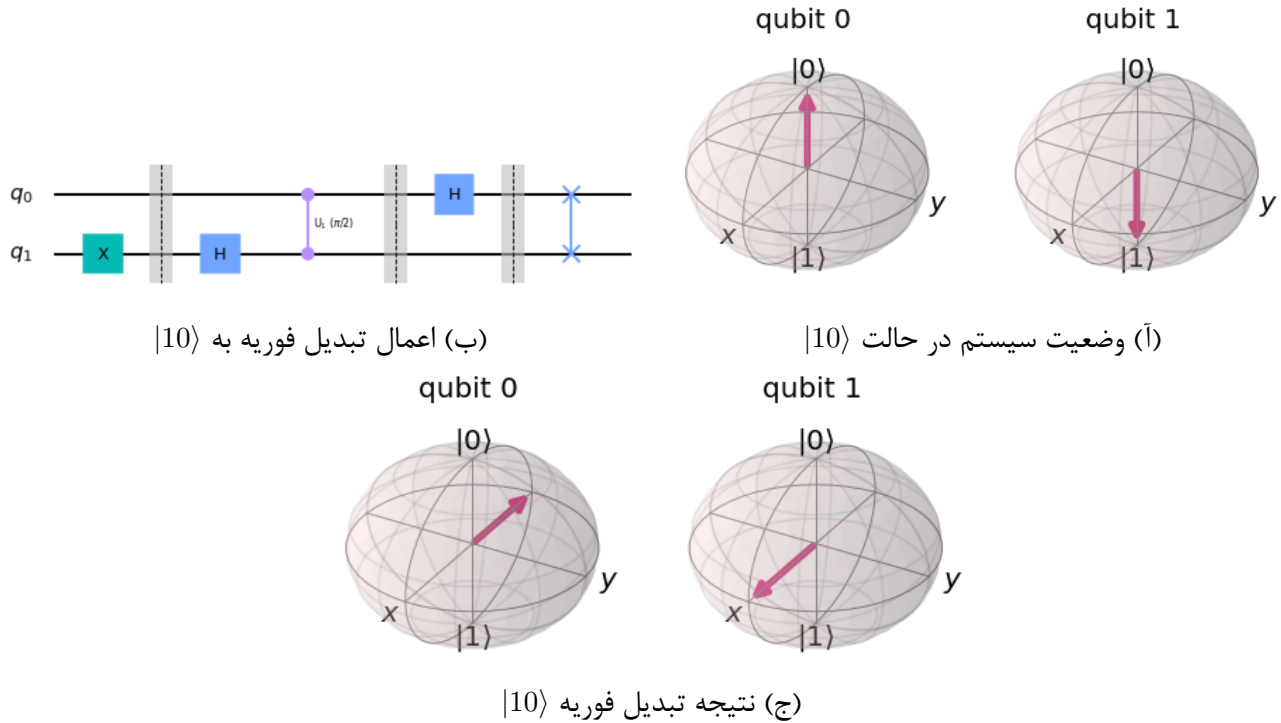 qubit 0
qubit 1
|0⟩
|0⟩
q₀
H
U₁ (π/2)
y
y
q₁
X
H
x
x
|1⟩
|1⟩
(ب) اعمال تبدیل فوریه به |10⟩
(آ) وضعیت سیستم در حالت |10⟩
qubit 0
qubit 1
|0⟩
|0⟩
x
y
x
y
|1⟩
|1⟩
(ج) نتیجه تبدیل فوریه |10⟩